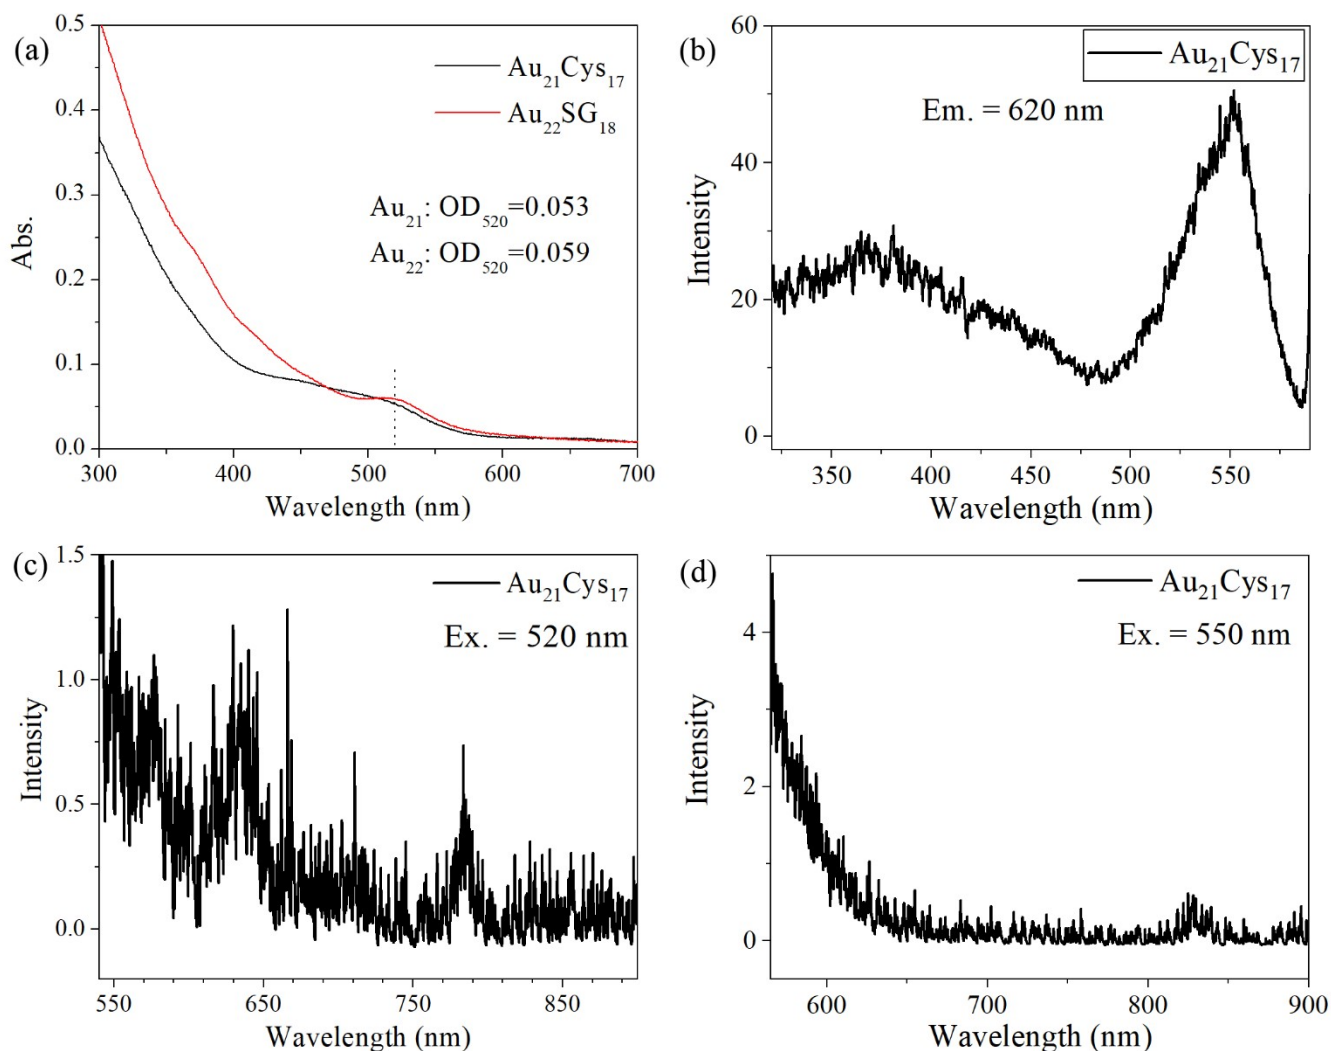 (a)
0.5
0.4
0.3
0.2
0.1
0.0
Abs.
Au₂₁Cys₁₇
Au₂₂SG₁₈
Au₂₁: OD₅₂₀=0.053
Au₂₂: OD₅₂₀=0.059
300 400 500 600 700
Wavelength (nm)
(b)
60
40
20
0
Intensity
Au₂₁Cys₁₇
Em. = 620 nm
350 400 450 500 550
Wavelength (nm)
(c)
1.5
1.0
0.5
0.0
Intensity
Au₂₁Cys₁₇
Ex. = 520 nm
550 650 750 850
Wavelength (nm)
(d)
4
2
0
Intensity
Au₂₁Cys₁₇
Ex. = 550 nm
600 700 800 900
Wavelength (nm)